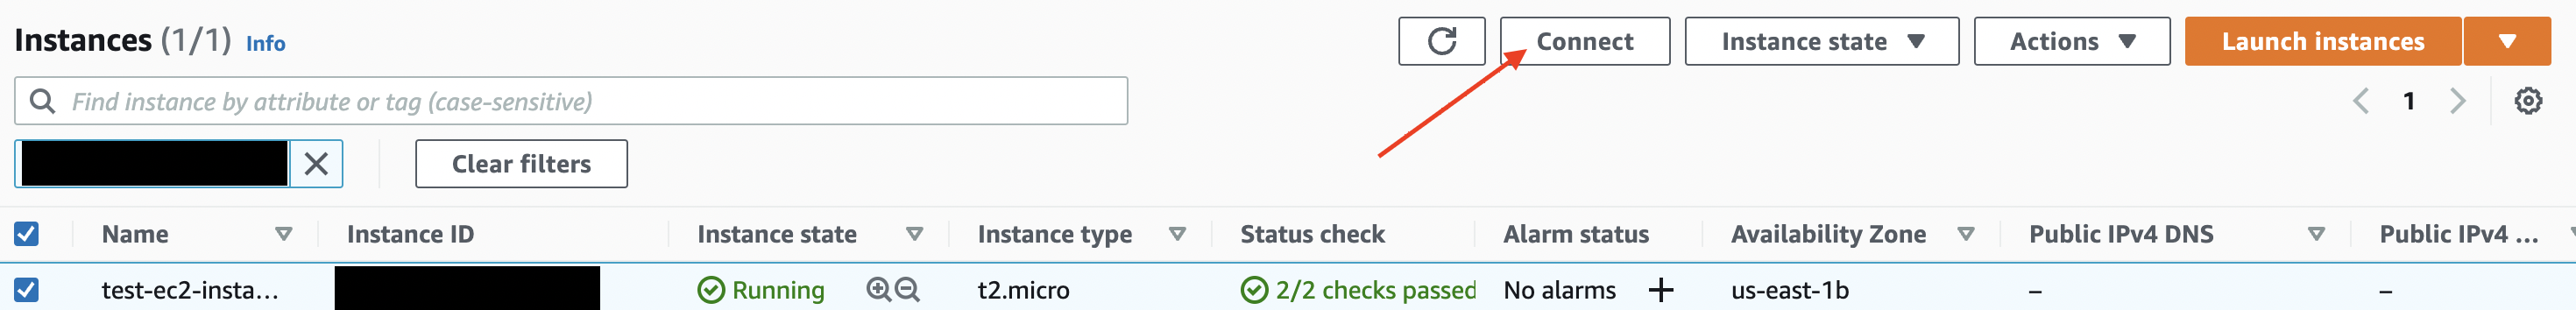 Instances (1/1) Info Connect Instance state Actions Launch instances
Find instance by attribute or tag (case-sensitive) 1
Clear filters
Name Instance ID Instance state Instance type Status check Alarm status Availability Zone Public IPv4 DNS Public IPv4 ...
test-ec2-insta... Running t2.micro 2/2 checks passed No alarms + us-east-1b – –